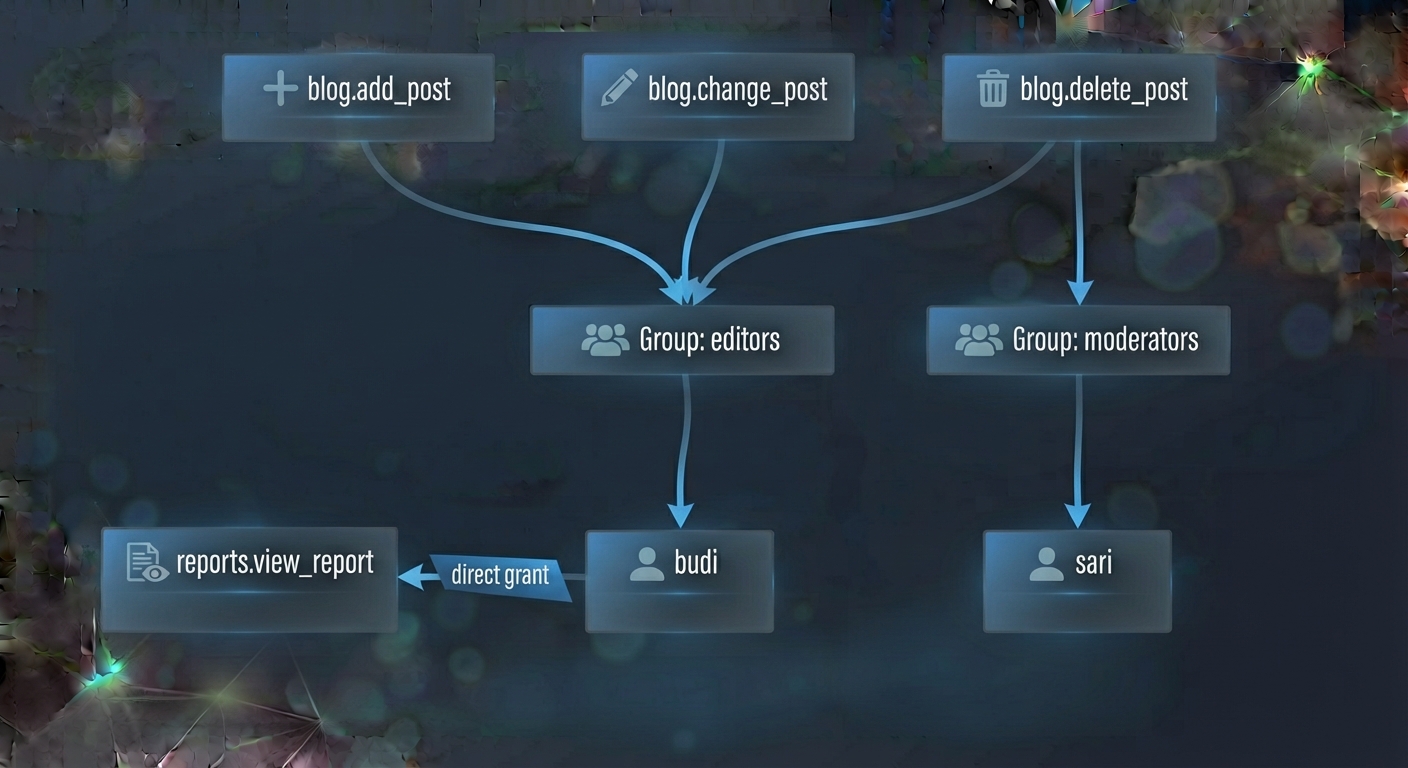 blog.add_post
blog.change_post
blog.delete_post
Group: editors
Group: moderators
reports.view_report
direct grant
budi
sari